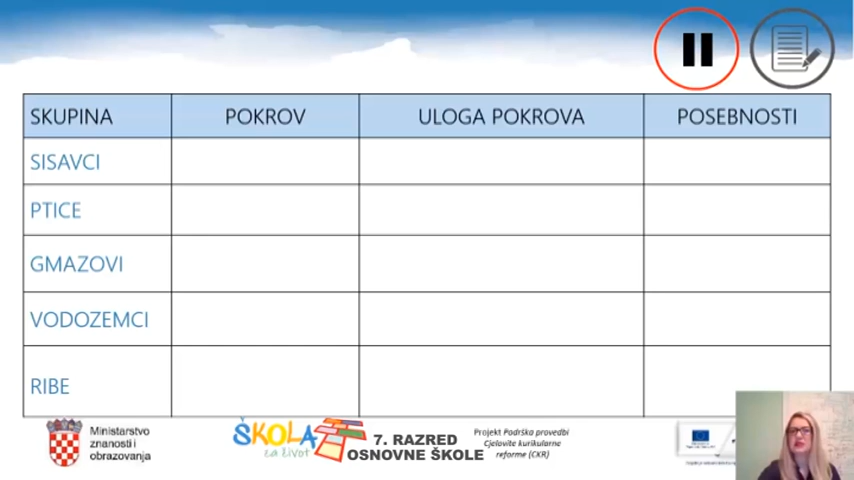 SKUPINA POKROV ULOGA POKROVA POSEBNOSTI
SISAVCI
PTICE
GMAZOVI
VODOZEMCI
RIBE
Ministarstvo
znanosti i
obrazovanja
ŠKOLA
za život
7. RAZRED
OSNOVNE ŠKOLE
Projekt Podrška provedbi
Cjelovite kurikularne
reforme (CKR)